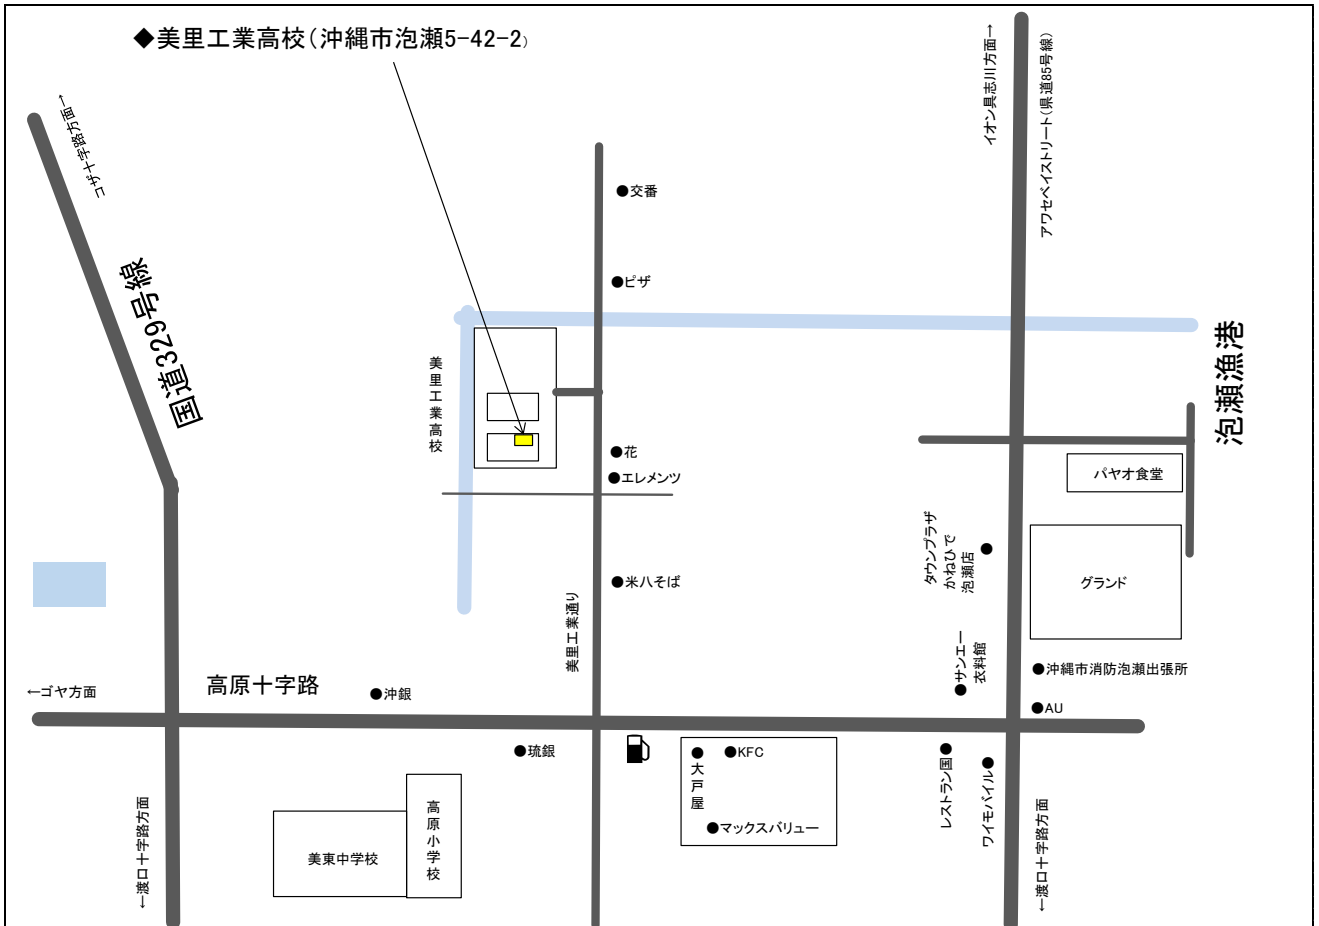 ◆美里工業高校(沖縄市泡瀬5-42-2)
コザ十字路方面→
イオン具志川方面→
アワセベイストリート(県道85号線)
●交番
国道329号線
●ピザ
泡瀬漁港
美里工業高校
●花
●エレメンツ
パヤオ食堂
タウンプラザ
かねひで
泡瀬店
●米八そば
グランド
美里工業通り
●サンエー
衣料館
●沖縄市消防泡瀬出張所
←ゴヤ方面
高原十字路
●沖銀
●AU
●琉銀
●大戸屋
●KFC
レストラン国●
ワイモバイル●
←渡口十字路方面
高原小学校
●マックスバリュー
←渡口十字路方面
美東中学校